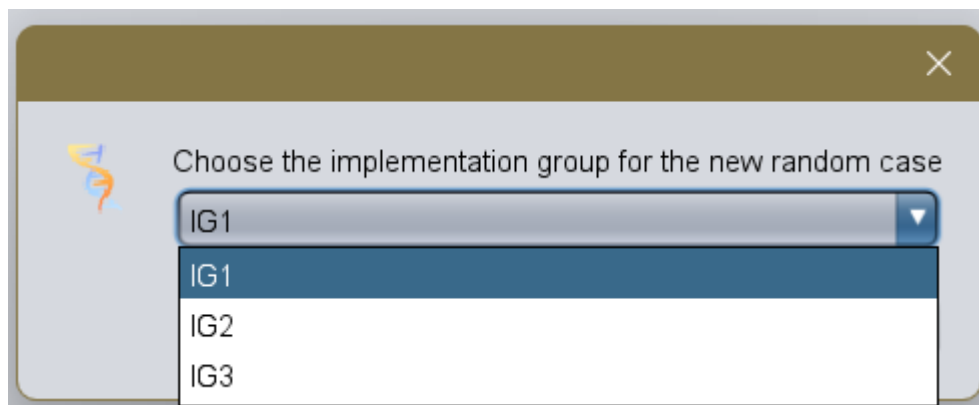 Choose the implementation group for the new random case
IG1
IG1
IG2
IG3